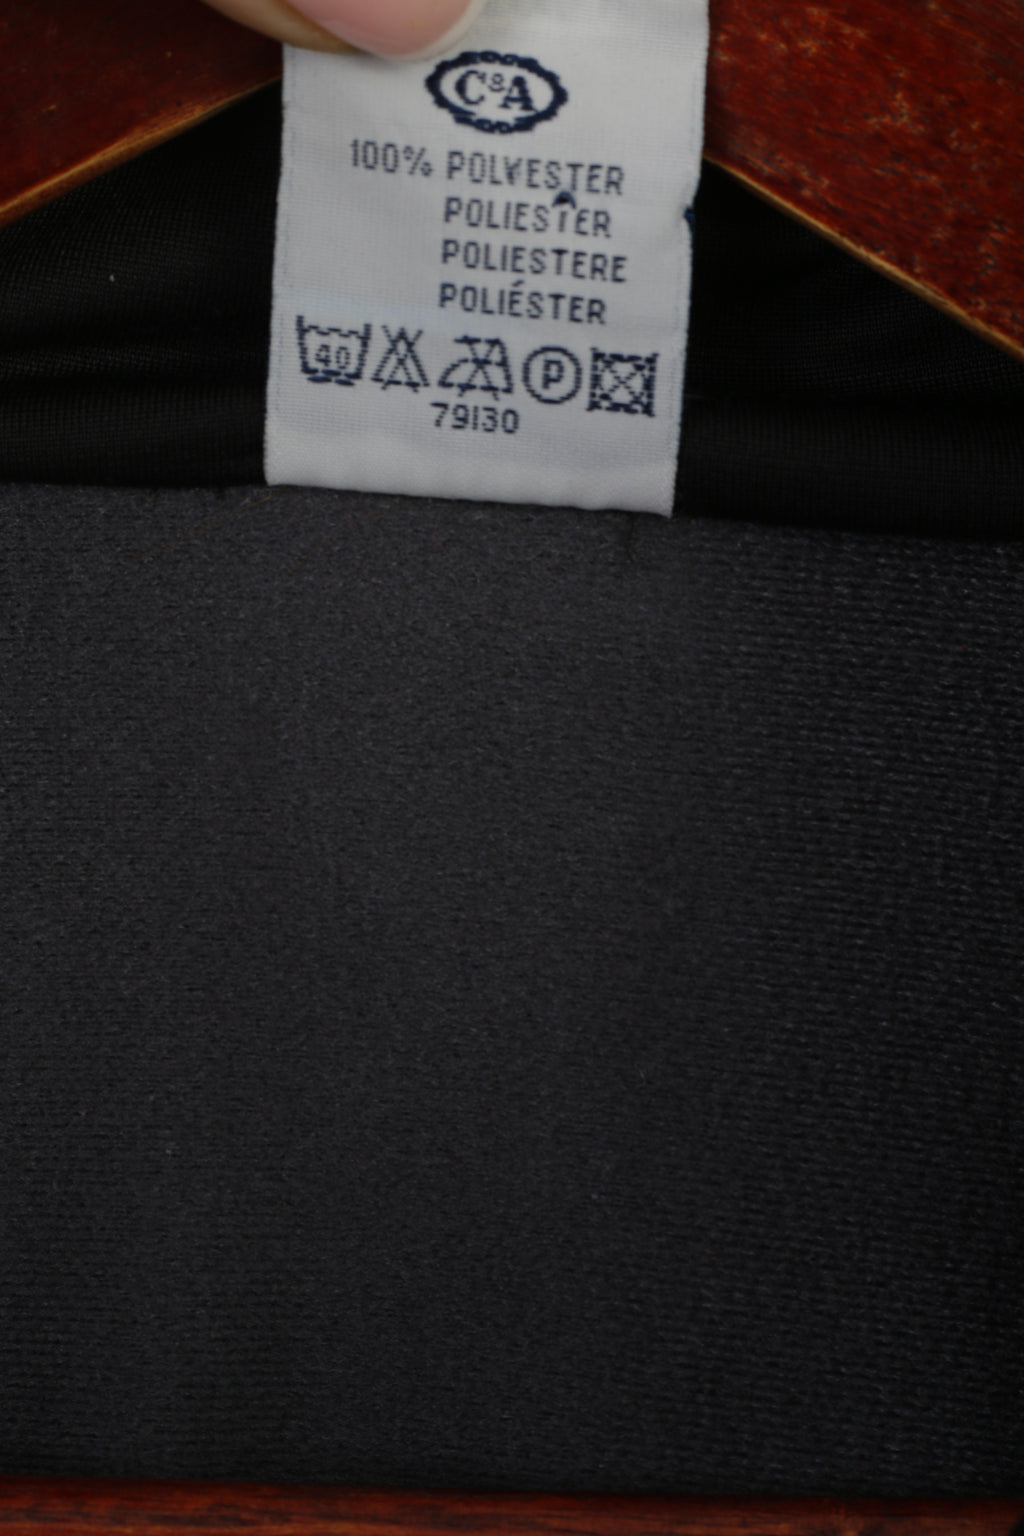 C&A
100% POLYESTER
POLIESTER
POLIESTERE
POLIÉSTER
40 P
79130